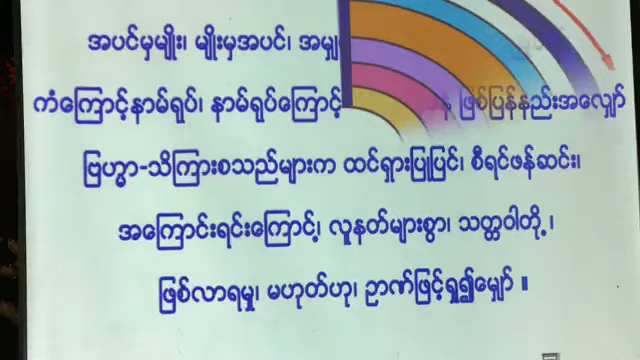 အပင်မှမျိုး၊ မျိုးမှအပင်၊ အမျှ
ကံကြောင့်နာမ်ရုပ်၊ နာမ်ရုပ်ကြောင့် ဖြစ်ပြန်နည်းအလျှော်
ဗြဟ္မာ-သိကြားစသည်များက ထင်ရှားပြုပြင်၊ စီရင်ဖန်ဆင်း၊
အကြောင်းရင်းကြောင့်၊ လူနတ်များစွာ၊ သတ္တဝါတို့၊
ဖြစ်လာရမှု၊ မဟုတ်ဟု၊ ဥာဏ်ဖြင့်ရှု၍မျှော် ။